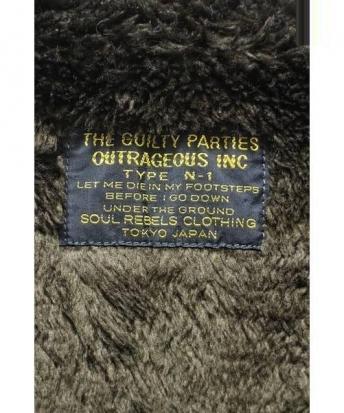 THE GUILTY PARTIES
OUTRAGEOUS INC
TYPE N-1
LET ME DIE IN MY FOOTSTEPS
BEFORE I GO DOWN
UNDER THE GROUND
SOUL REBELS CLOTHING
TOKYO JAPAN